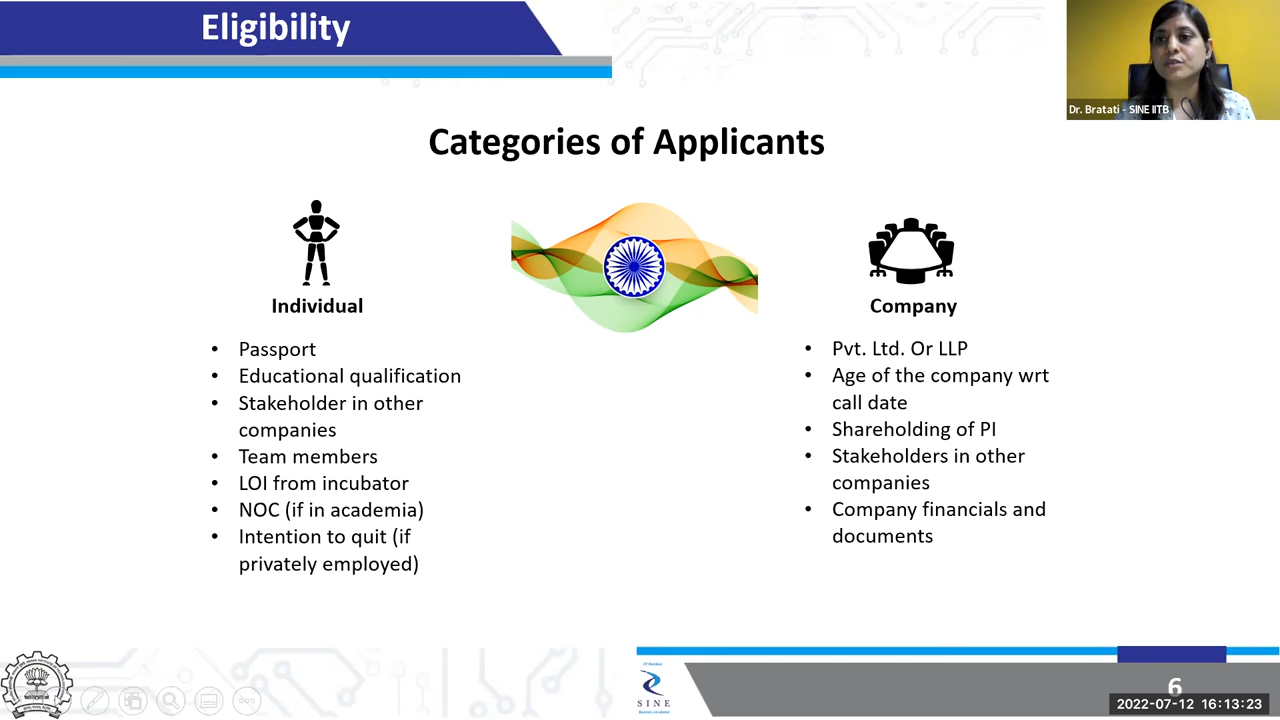 Eligibility
Dr. Bratati - SINE IITB
Categories of Applicants
Individual
• Passport
• Educational qualification
• Stakeholder in other
companies
• Team members
• LOI from incubator
• NOC (if in academia)
• Intention to quit (if
privately employed)
Company
• Pvt. Ltd. Or LLP
• Age of the company wrt
call date
• Shareholding of PI
• Stakeholders in other
companies
• Company financials and
documents
SINE
6
2022-07-12 16:13:23